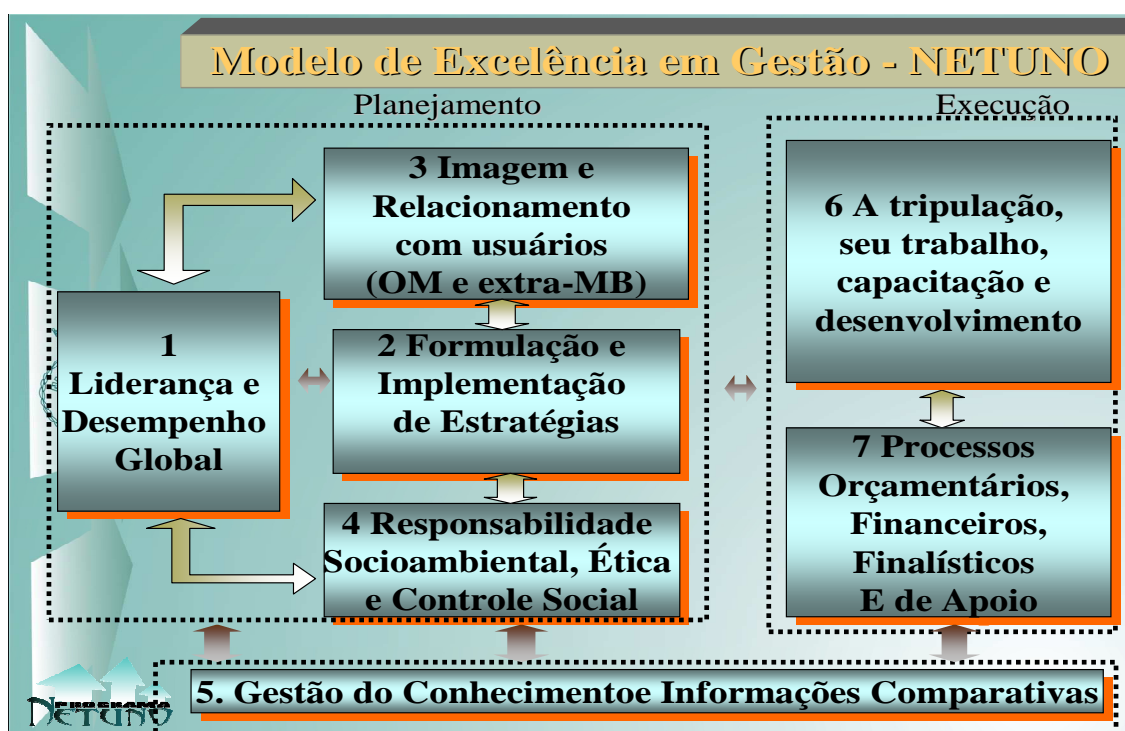 Modelo de Excelência em Gestão - NETUNO
Planejamento
Execução
3 Imagem e
Relacionamento
com usuários
(OM e extra-MB)
1
Liderança e
Desempenho
Global
2 Formulação e
Implementação
de Estratégias
4 Responsabilidade
Socioambiental, Ética
e Controle Social
6 A tripulação,
seu trabalho,
capacitação e
desenvolvimento
7 Processos
Orçamentários,
Financeiros,
Finalísticos
E de Apoio
5. Gestão do Conhecimentoe Informações Comparativas
PROGRAMA
NETUNO